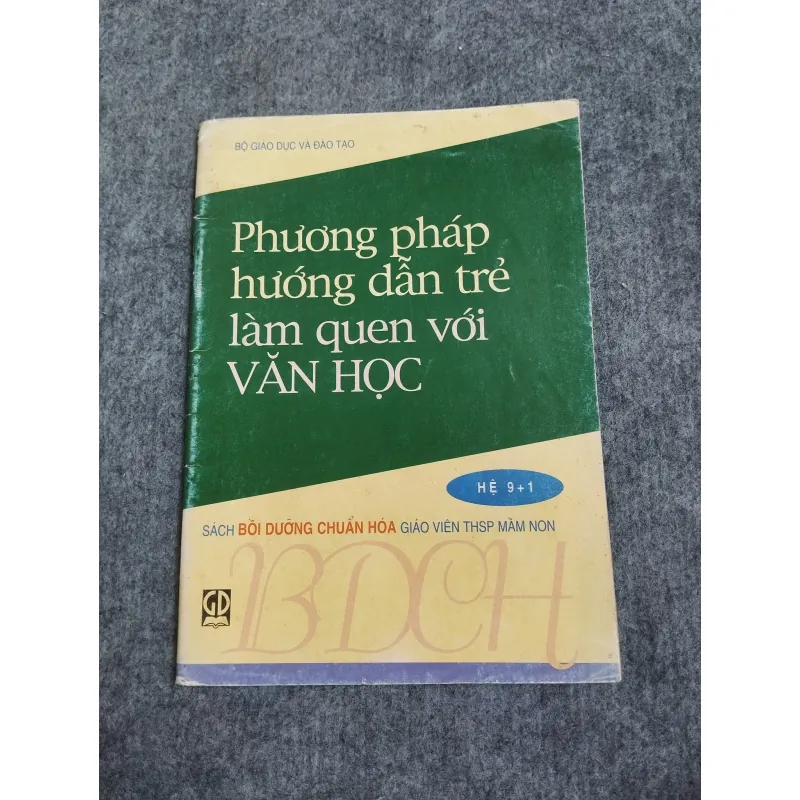 BỘ GIÁO DỤC VÀ ĐÀO TẠO
Phương pháp
hướng dẫn trẻ
làm quen với
VĂN HỌC
HỆ 9+1
SÁCH BỒI DƯỠNG CHUẨN HÓA GIÁO VIÊN THSP MẦM NON
BDCH
GD